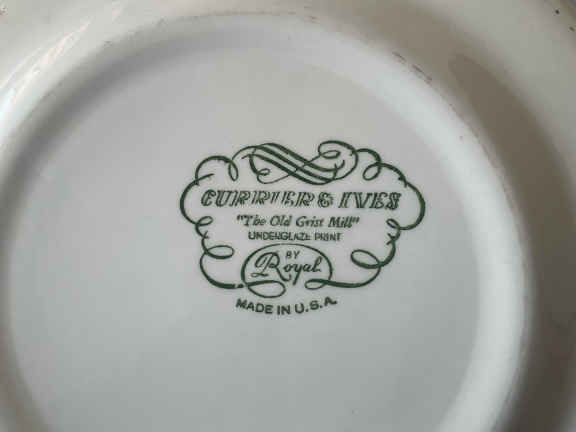 CURRIER & IVES
"The Old Grist Mill"
UNDERGLAZE PRINT
BY
Royal
MADE IN U.S.A.